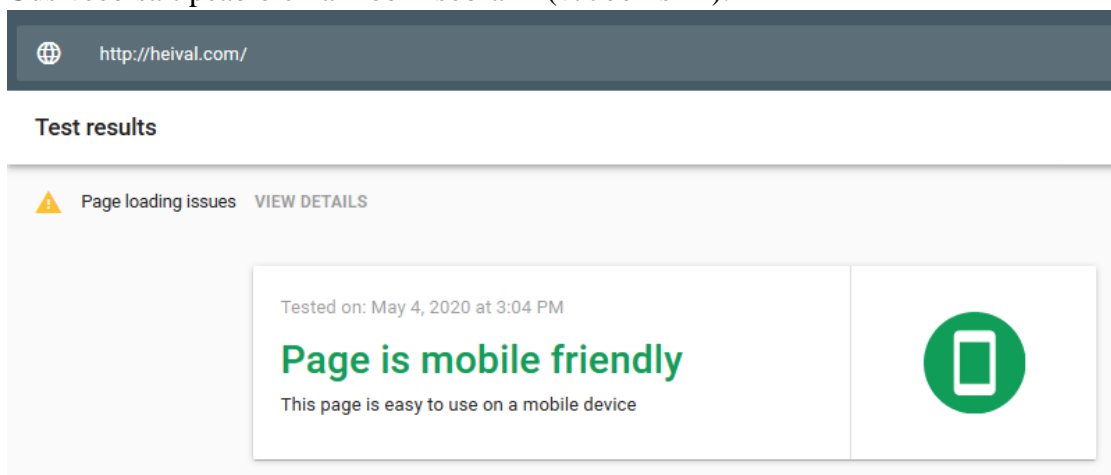 http://heival.com/
Test results
Page loading issues VIEW DETAILS
Tested on: May 4, 2020 at 3:04 PM
Page is mobile friendly
This page is easy to use on a mobile device